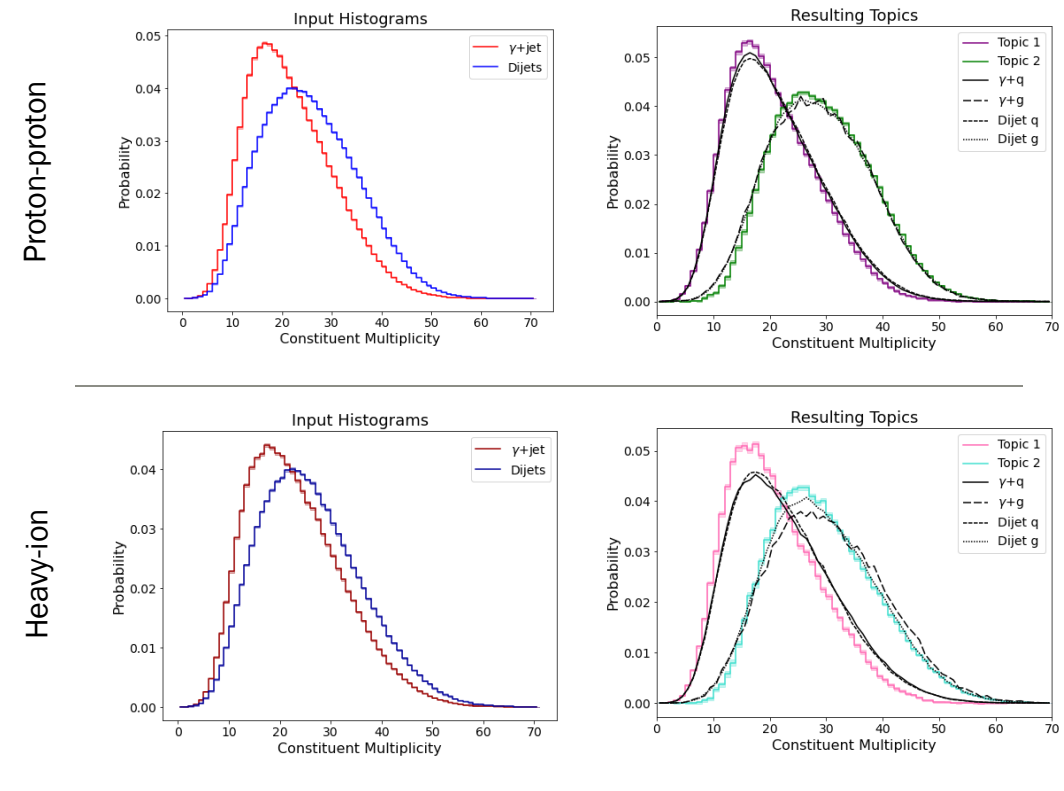 Proton-proton
Input Histograms
Probability
0.05
0.04
0.03
0.02
0.01
0.00
γ+jet
Dijets
0 10 20 30 40 50 60 70
Constituent Multiplicity
Resulting Topics
Probability
0.05
0.04
0.03
0.02
0.01
0.00
Topic 1
Topic 2
γ+q
γ+g
Dijet q
Dijet g
0 10 20 30 40 50 60 70
Constituent Multiplicity
Heavy-ion
Input Histograms
Probability
0.04
0.03
0.02
0.01
0.00
γ+jet
Dijets
0 10 20 30 40 50 60 70
Constituent Multiplicity
Resulting Topics
Probability
0.05
0.04
0.03
0.02
0.01
0.00
Topic 1
Topic 2
γ+q
γ+g
Dijet q
Dijet g
0 10 20 30 40 50 60 70
Constituent Multiplicity